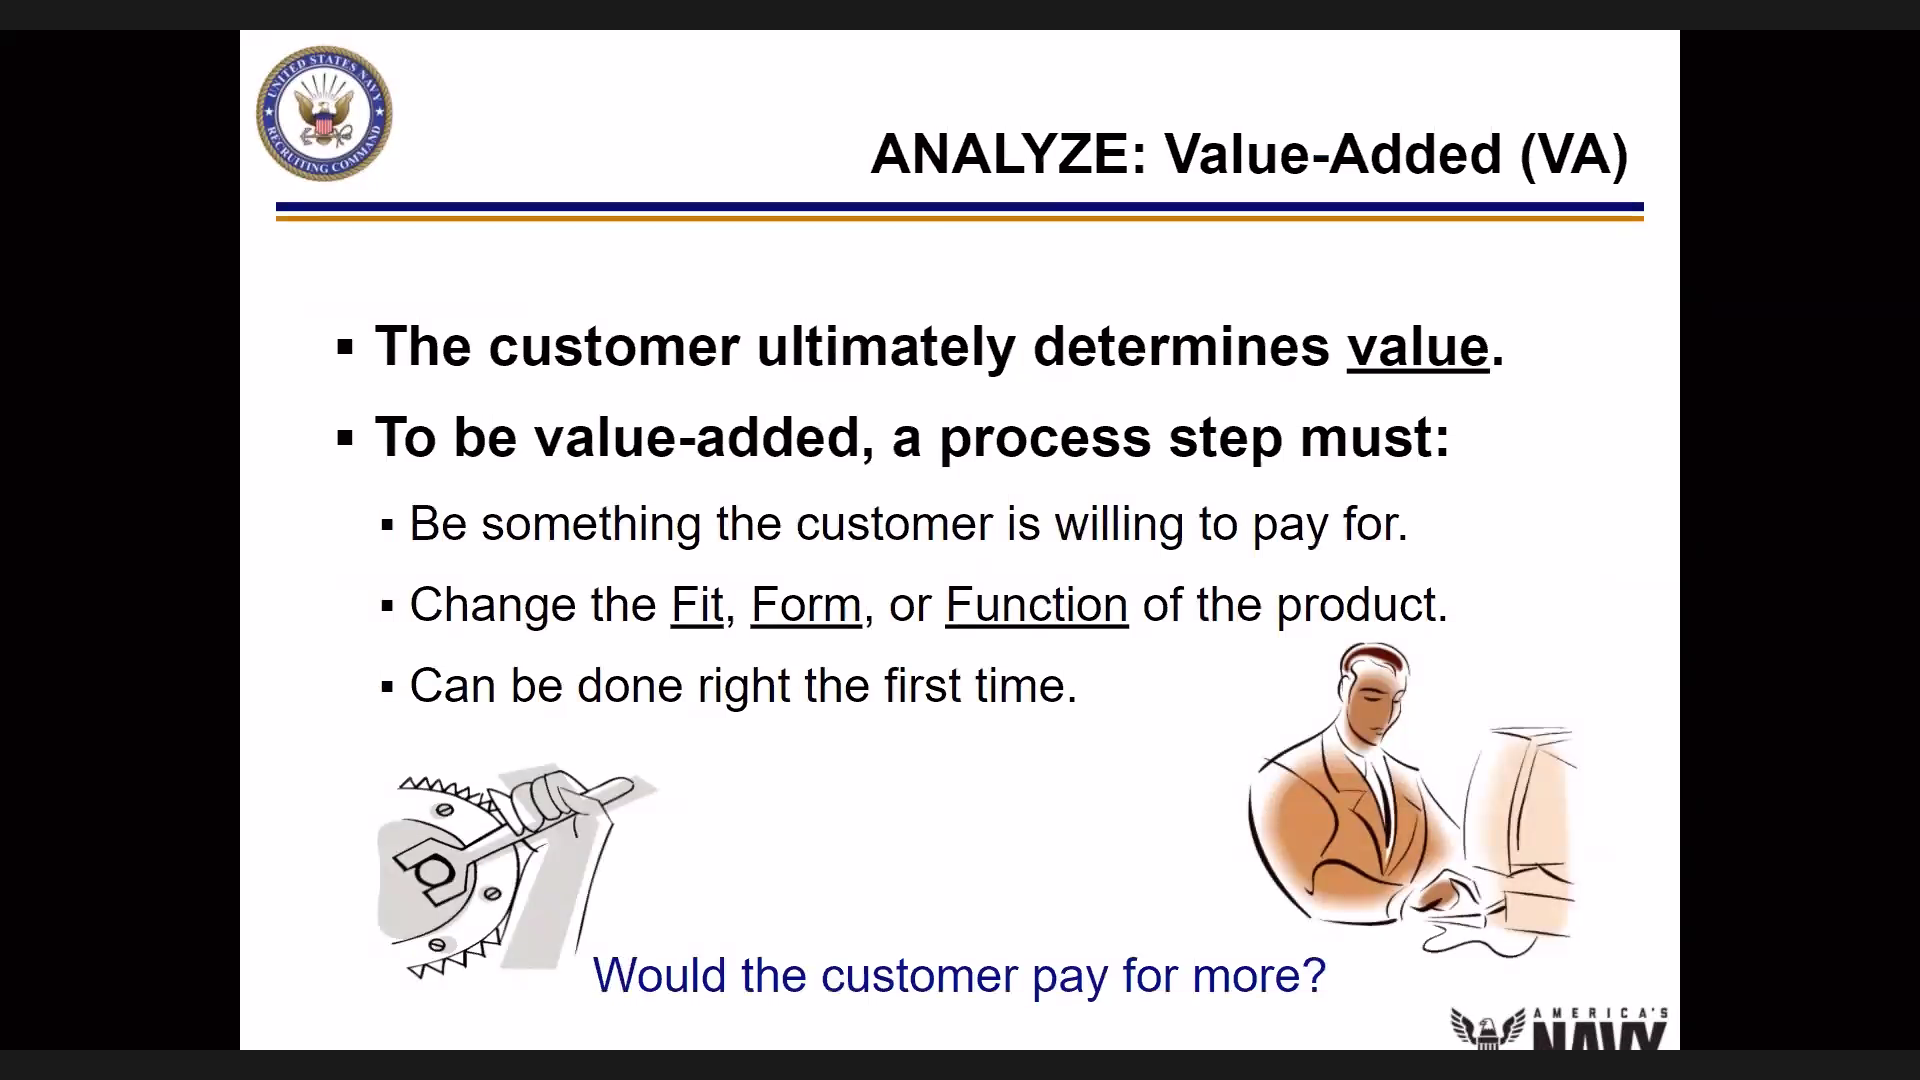 UNITED STATES NAVY
RECRUITING COMMAND
ANALYZE: Value-Added (VA)
▪ The customer ultimately determines value.
▪ To be value-added, a process step must:
▪ Be something the customer is willing to pay for.
▪ Change the Fit, Form, or Function of the product.
▪ Can be done right the first time.
Would the customer pay for more?
AMERICA'S
NAVY